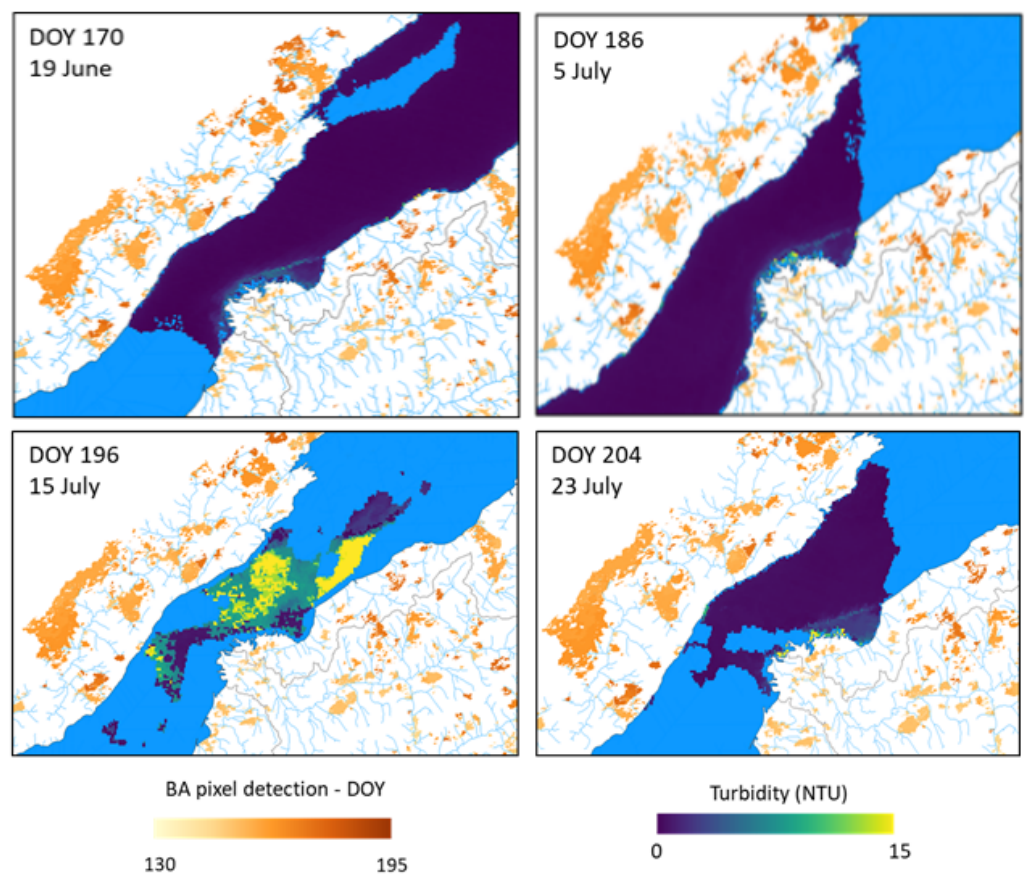 DOY 170
19 June
DOY 186
5 July
DOY 196
15 July
DOY 204
23 July
BA pixel detection - DOY
130 195
Turbidity (NTU)
0 15